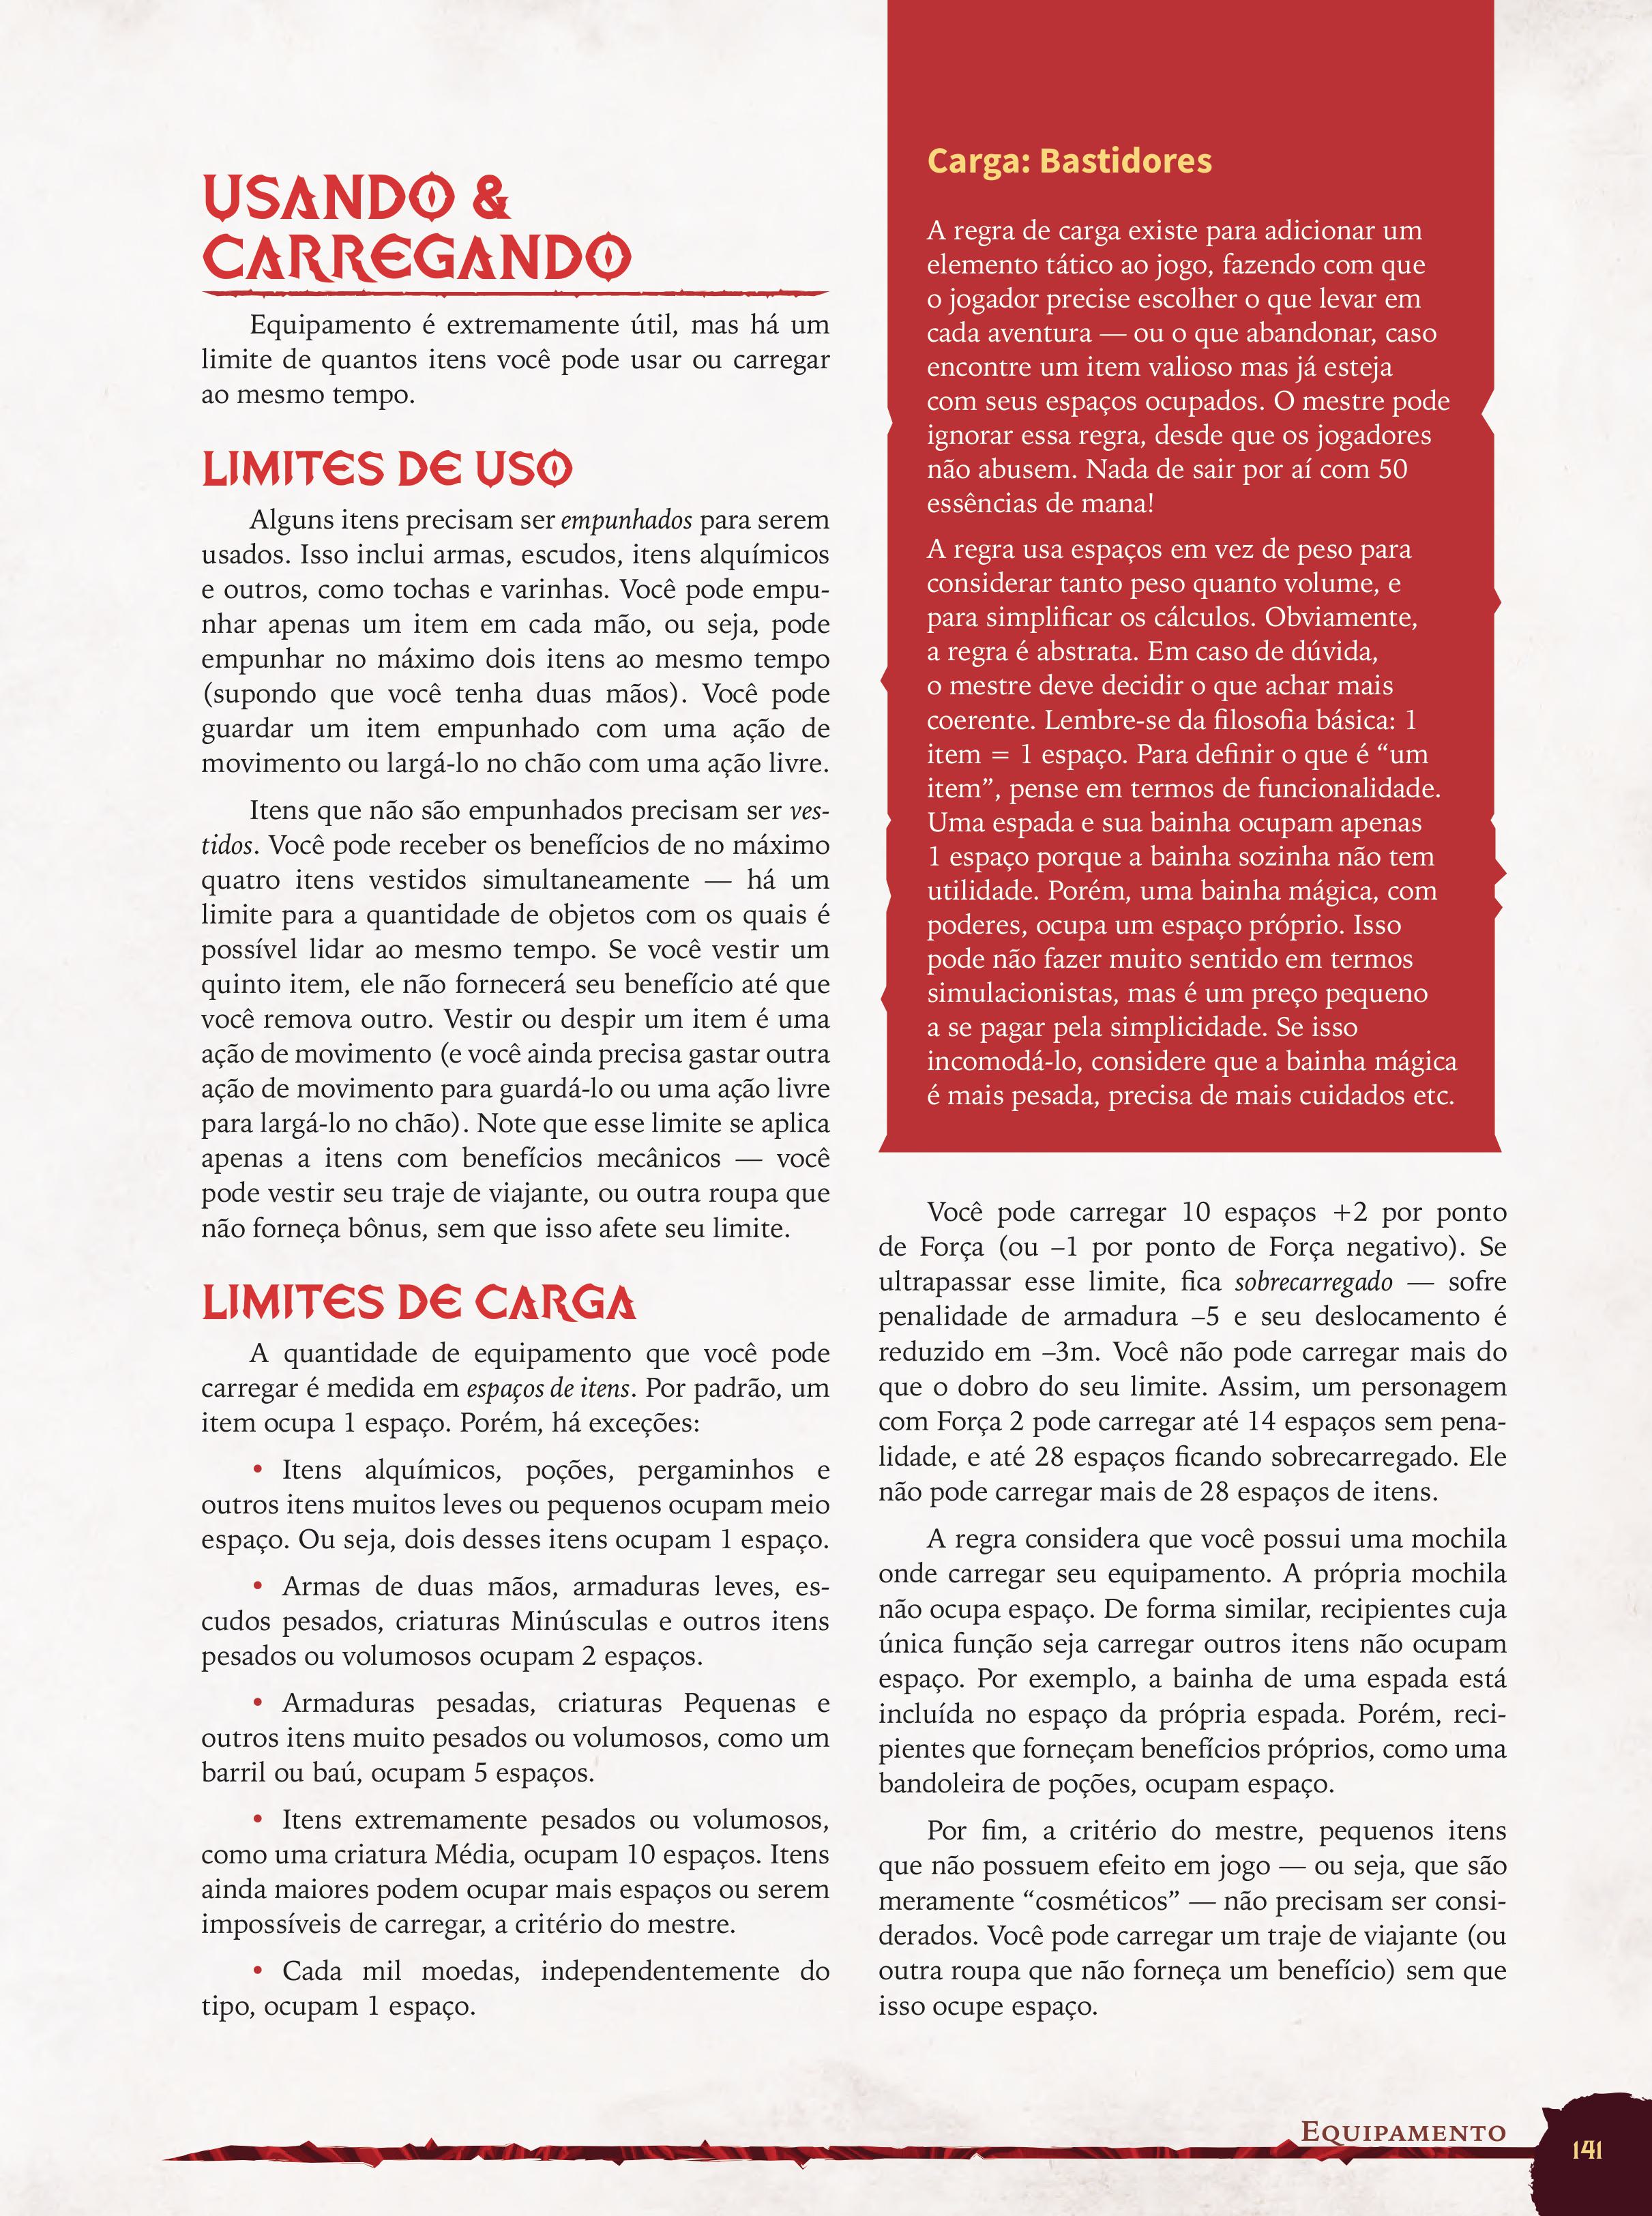 USANDO &
CARREGANDO
Equipamento é extremamente útil, mas há um
limite de quantos itens você pode usar ou carregar
ao mesmo tempo.
LIMITES DE USO
Alguns itens precisam ser empunhados para serem
usados. Isso inclui armas, escudos, itens alquímicos
e outros, como tochas e varinhas. Você pode empu-
nhar apenas um item em cada mão, ou seja, pode
empunhar no máximo dois itens ao mesmo tempo
(supondo que você tenha duas mãos). Você pode
guardar um item empunhado com uma ação de
movimento ou largá-lo no chão com uma ação livre.
Itens que não são empunhados precisam ser ves-
tidos. Você pode receber os benefícios de no máximo
quatro itens vestidos simultaneamente — há um
limite para a quantidade de objetos com os quais é
possível lidar ao mesmo tempo. Se você vestir um
quinto item, ele não fornecerá seu benefício até que
você remova outro. Vestir ou despir um item é uma
ação de movimento (e você ainda precisa gastar outra
ação de movimento para guardá-lo ou uma ação livre
para largá-lo no chão). Note que esse limite se aplica
apenas a itens com benefícios mecânicos — você
pode vestir seu traje de viajante, ou outra roupa que
não forneça bônus, sem que isso afete seu limite.
LIMITES DE CARGA
A quantidade de equipamento que você pode
carregar é medida em espaços de itens. Por padrão, um
item ocupa 1 espaço. Porém, há exceções:
• Itens alquímicos, poções, pergaminhos e
outros itens muitos leves ou pequenos ocupam meio
espaço. Ou seja, dois desses itens ocupam 1 espaço.
• Armas de duas mãos, armaduras leves, es-
cudos pesados, criaturas Minúsculas e outros itens
pesados ou volumosos ocupam 2 espaços.
• Armaduras pesadas, criaturas Pequenas e
outros itens muito pesados ou volumosos, como um
barril ou baú, ocupam 5 espaços.
• Itens extremamente pesados ou volumosos,
como uma criatura Média, ocupam 10 espaços. Itens
ainda maiores podem ocupar mais espaços ou serem
impossíveis de carregar, a critério do mestre.
• Cada mil moedas, independentemente do
tipo, ocupam 1 espaço.
Carga: Bastidores
A regra de carga existe para adicionar um
elemento tático ao jogo, fazendo com que
o jogador precise escolher o que levar em
cada aventura — ou o que abandonar, caso
encontre um item valioso mas já esteja
com seus espaços ocupados. O mestre pode
ignorar essa regra, desde que os jogadores
não abusem. Nada de sair por aí com 50
essências de mana!
A regra usa espaços em vez de peso para
considerar tanto peso quanto volume, e
para simplificar os cálculos. Obviamente,
a regra é abstrata. Em caso de dúvida,
o mestre deve decidir o que achar mais
coerente. Lembre-se da filosofia básica: 1
item = 1 espaço. Para definir o que é “um
item”, pense em termos de funcionalidade.
Uma espada e sua bainha ocupam apenas
1 espaço porque a bainha sozinha não tem
utilidade. Porém, uma bainha mágica, com
poderes, ocupa um espaço próprio. Isso
pode não fazer muito sentido em termos
simulacionistas, mas é um preço pequeno
a se pagar pela simplicidade. Se isso
incomodá-lo, considere que a bainha mágica
é mais pesada, precisa de mais cuidados etc.
Você pode carregar 10 espaços +2 por ponto
de Força (ou –1 por ponto de Força negativo). Se
ultrapassar esse limite, fica sobrecarregado — sofre
penalidade de armadura –5 e seu deslocamento é
reduzido em –3m. Você não pode carregar mais do
que o dobro do seu limite. Assim, um personagem
com Força 2 pode carregar até 14 espaços sem pena-
lidade, e até 28 espaços ficando sobrecarregado. Ele
não pode carregar mais de 28 espaços de itens.
A regra considera que você possui uma mochila
onde carregar seu equipamento. A própria mochila
não ocupa espaço. De forma similar, recipientes cuja
única função seja carregar outros itens não ocupam
espaço. Por exemplo, a bainha de uma espada está
incluída no espaço da própria espada. Porém, reci-
pientes que forneçam benefícios próprios, como uma
bandoleira de poções, ocupam espaço.
Por fim, a critério do mestre, pequenos itens
que não possuem efeito em jogo — ou seja, que são
meramente “cosméticos” — não precisam ser consi-
derados. Você pode carregar um traje de viajante (ou
outra roupa que não forneça um benefício) sem que
isso ocupe espaço.
EQUIPAMENTO
141